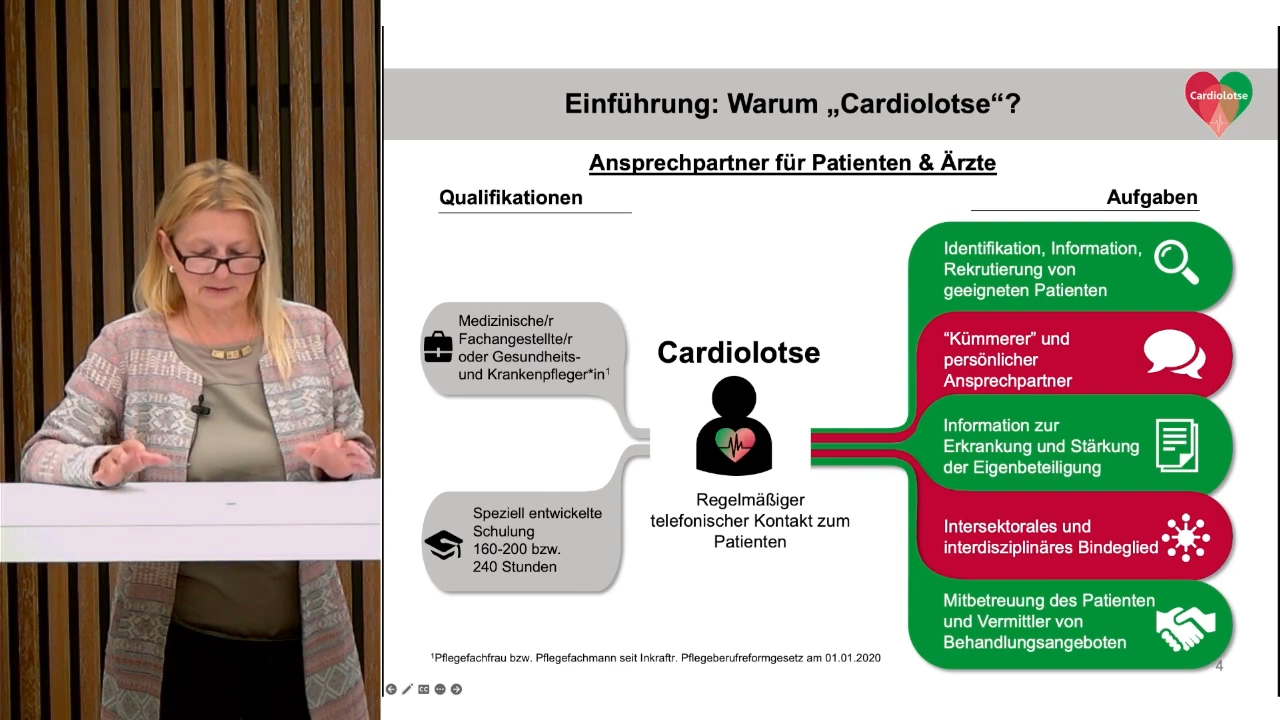 Einführung: Warum „Cardiolotse“?
Cardiolotse
Ansprechpartner für Patienten & Ärzte
Qualifikationen
Medizinische/r
Fachangestellte/r
oder Gesundheits-
und Krankenpfleger*in¹
Speziell entwickelte
Schulung
160-200 bzw.
240 Stunden
Cardiolotse
Regelmäßiger
telefonischer Kontakt zum
Patienten
Aufgaben
Identifikation, Information,
Rekrutierung von
geeigneten Patienten
“Kümmerer” und
persönlicher
Ansprechpartner
Information zur
Erkrankung und Stärkung
der Eigenbeteiligung
Intersektorales und
interdisziplinäres Bindeglied
Mitbetreuung des Patienten
und Vermittler von
Behandlungsangeboten
¹Pflegefachfrau bzw. Pflegefachmann seit Inkraftr. Pflegeberufreformgesetz am 01.01.2020
4
CC